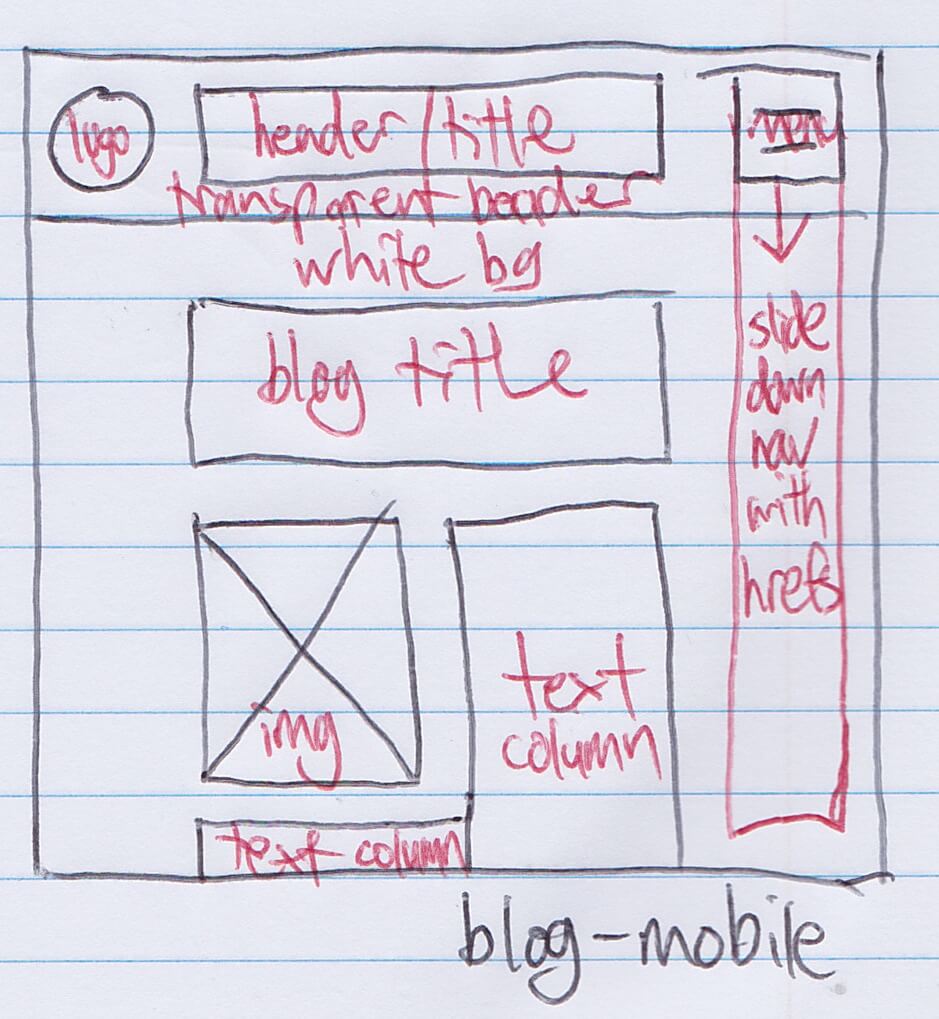 logo
header/title
menu
transparent header
white bg
blog title
slide
down
nav
with
hrefs
img
text
column
text column
blog-mobile